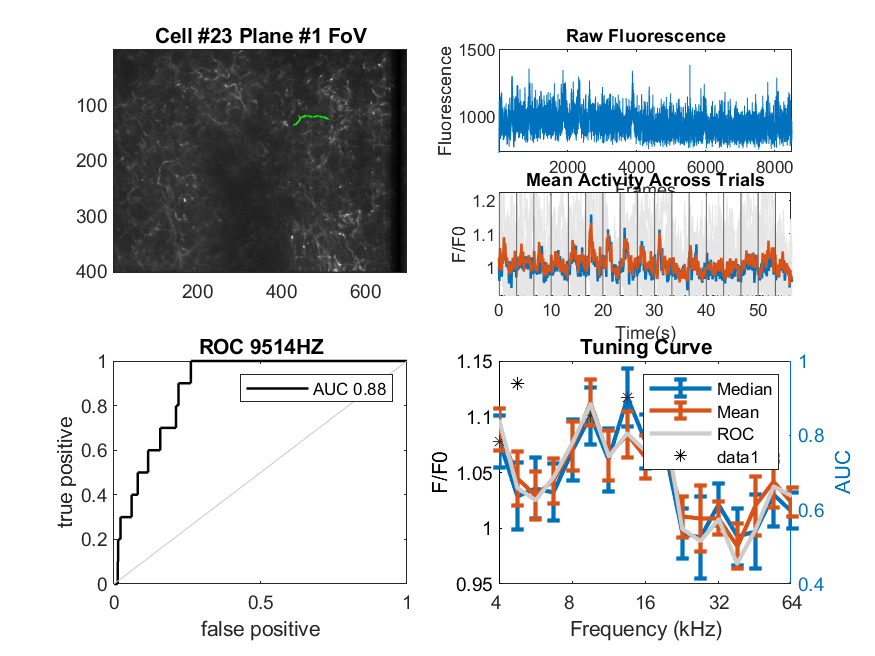 Cell #23 Plane #1 FoV
100
200
300
400
200
400
600
Raw Fluorescence
Fluorescence
1500
1000
2000
4000
6000
8000
Frames
Mean Activity Across Trials
F/F0
1.2
1.1
1
0
10
20
30
40
50
Time(s)
ROC 9514HZ
true positive
1
0.8
0.6
0.4
0.2
0
AUC 0.88
0
0.5
1
false positive
Tuning Curve
F/F0
1.15
1.1
1.05
1
0.95
Median
Mean
ROC
data1
1
0.8
0.6
0.4
AUC
4
8
16
32
64
Frequency (kHz)